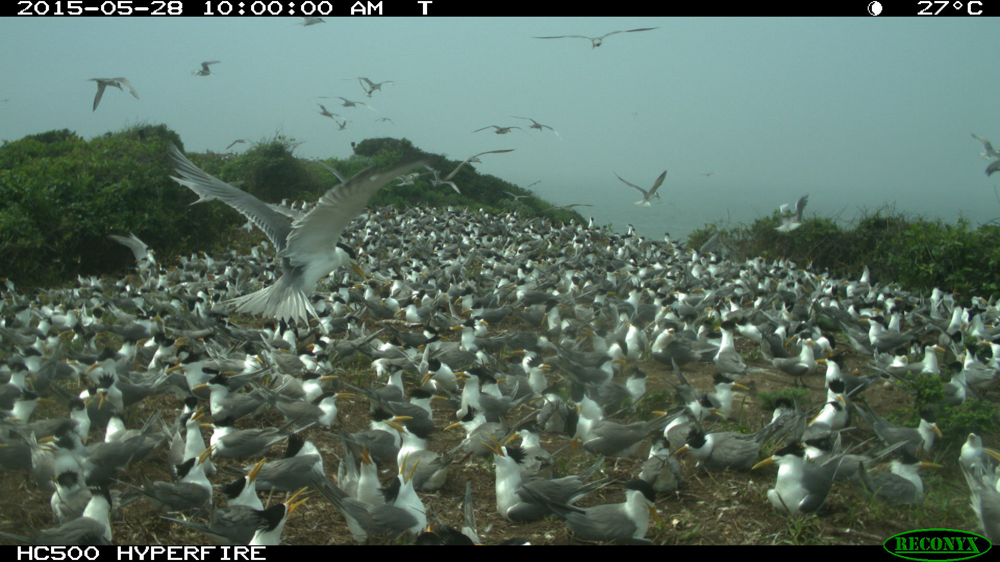 2015-05-28 10:00:00 AM T 27°C
HC500 HYPERFIRE
RECONYX